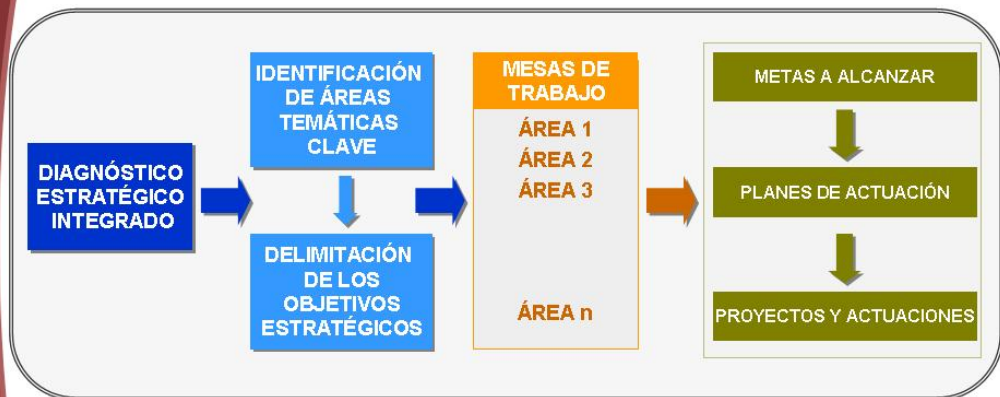 DIAGNÓSTICO
ESTRATÉGICO
INTEGRADO
IDENTIFICACIÓN
DE ÁREAS
TEMÁTICAS
CLAVE
DELIMITACIÓN
DE LOS
OBJETIVOS
ESTRATÉGICOS
MESAS DE
TRABAJO
ÁREA 1
ÁREA 2
ÁREA 3
ÁREA n
METAS A ALCANZAR
PLANES DE ACTUACIÓN
PROYECTOS Y ACTUACIONES